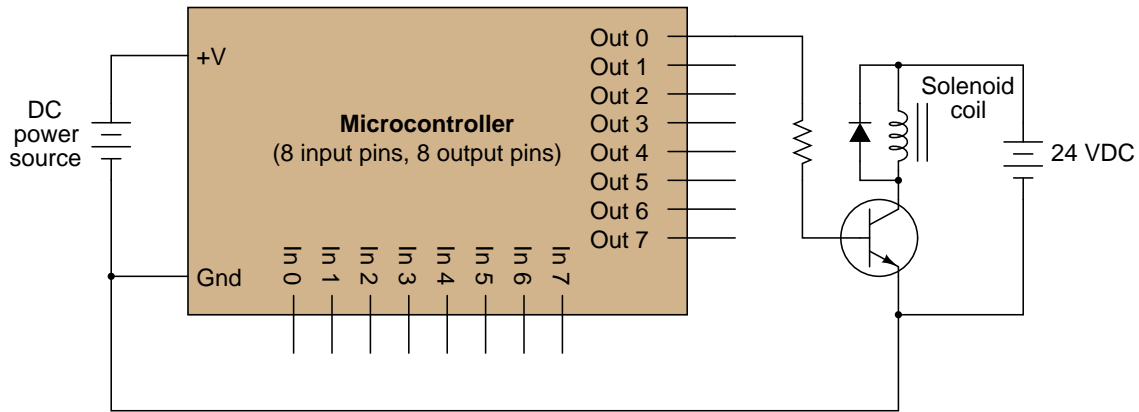 +V
DC
power
source
Gnd
Microcontroller
(8 input pins, 8 output pins)
Out 0
Out 1
Out 2
Out 3
Out 4
Out 5
Out 6
Out 7
In 0
In 1
In 2
In 3
In 4
In 5
In 6
In 7
Solenoid
coil
24 VDC